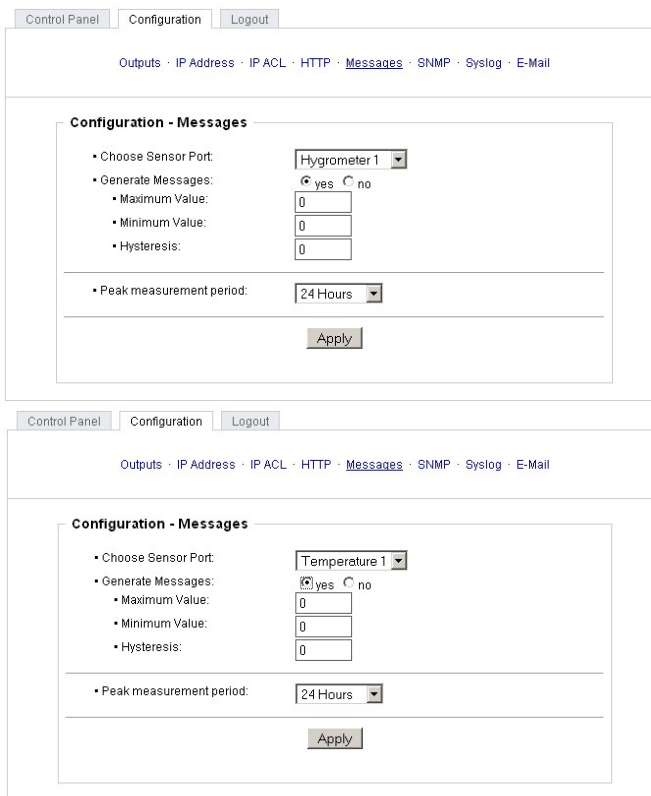 Control Panel Configuration Logout
Outputs · IP Address · IP ACL · HTTP · Messages · SNMP · Syslog · E-Mail
Configuration - Messages
▪ Choose Sensor Port: Hygrometer 1
▪ Generate Messages: yes no
▪ Maximum Value: 0
▪ Minimum Value: 0
▪ Hysteresis: 0
▪ Peak measurement period: 24 Hours
Apply
Control Panel Configuration Logout
Outputs · IP Address · IP ACL · HTTP · Messages · SNMP · Syslog · E-Mail
Configuration - Messages
▪ Choose Sensor Port: Temperature 1
▪ Generate Messages: yes no
▪ Maximum Value: 0
▪ Minimum Value: 0
▪ Hysteresis: 0
▪ Peak measurement period: 24 Hours
Apply